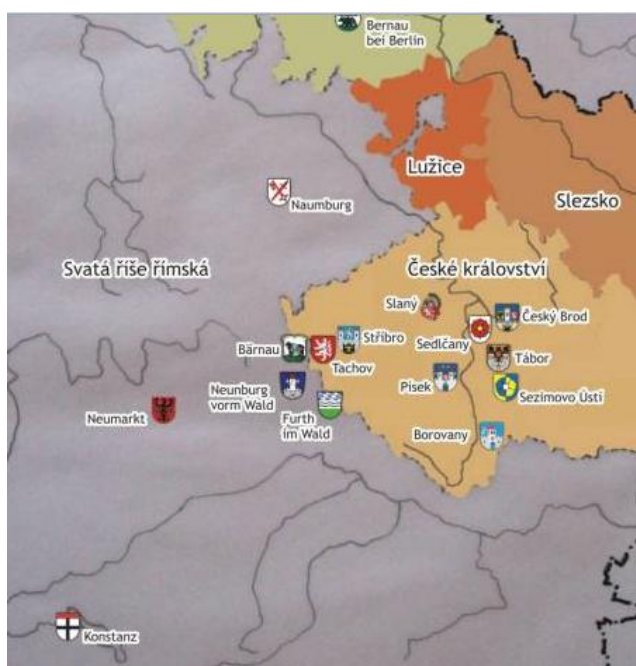 Bernau
bei Berlin
Lužice
Naumburg
Slezsko
Svatá říše římská
České království
Slaný
Český Brod
Sedlčany
Stříbro
Bärnau
Tachov
Tábor
Písek
Neunburg
vorm Wald
Sezimovo Ústí
Neumarkt
Furth
im Wald
Borovany
Konstanz